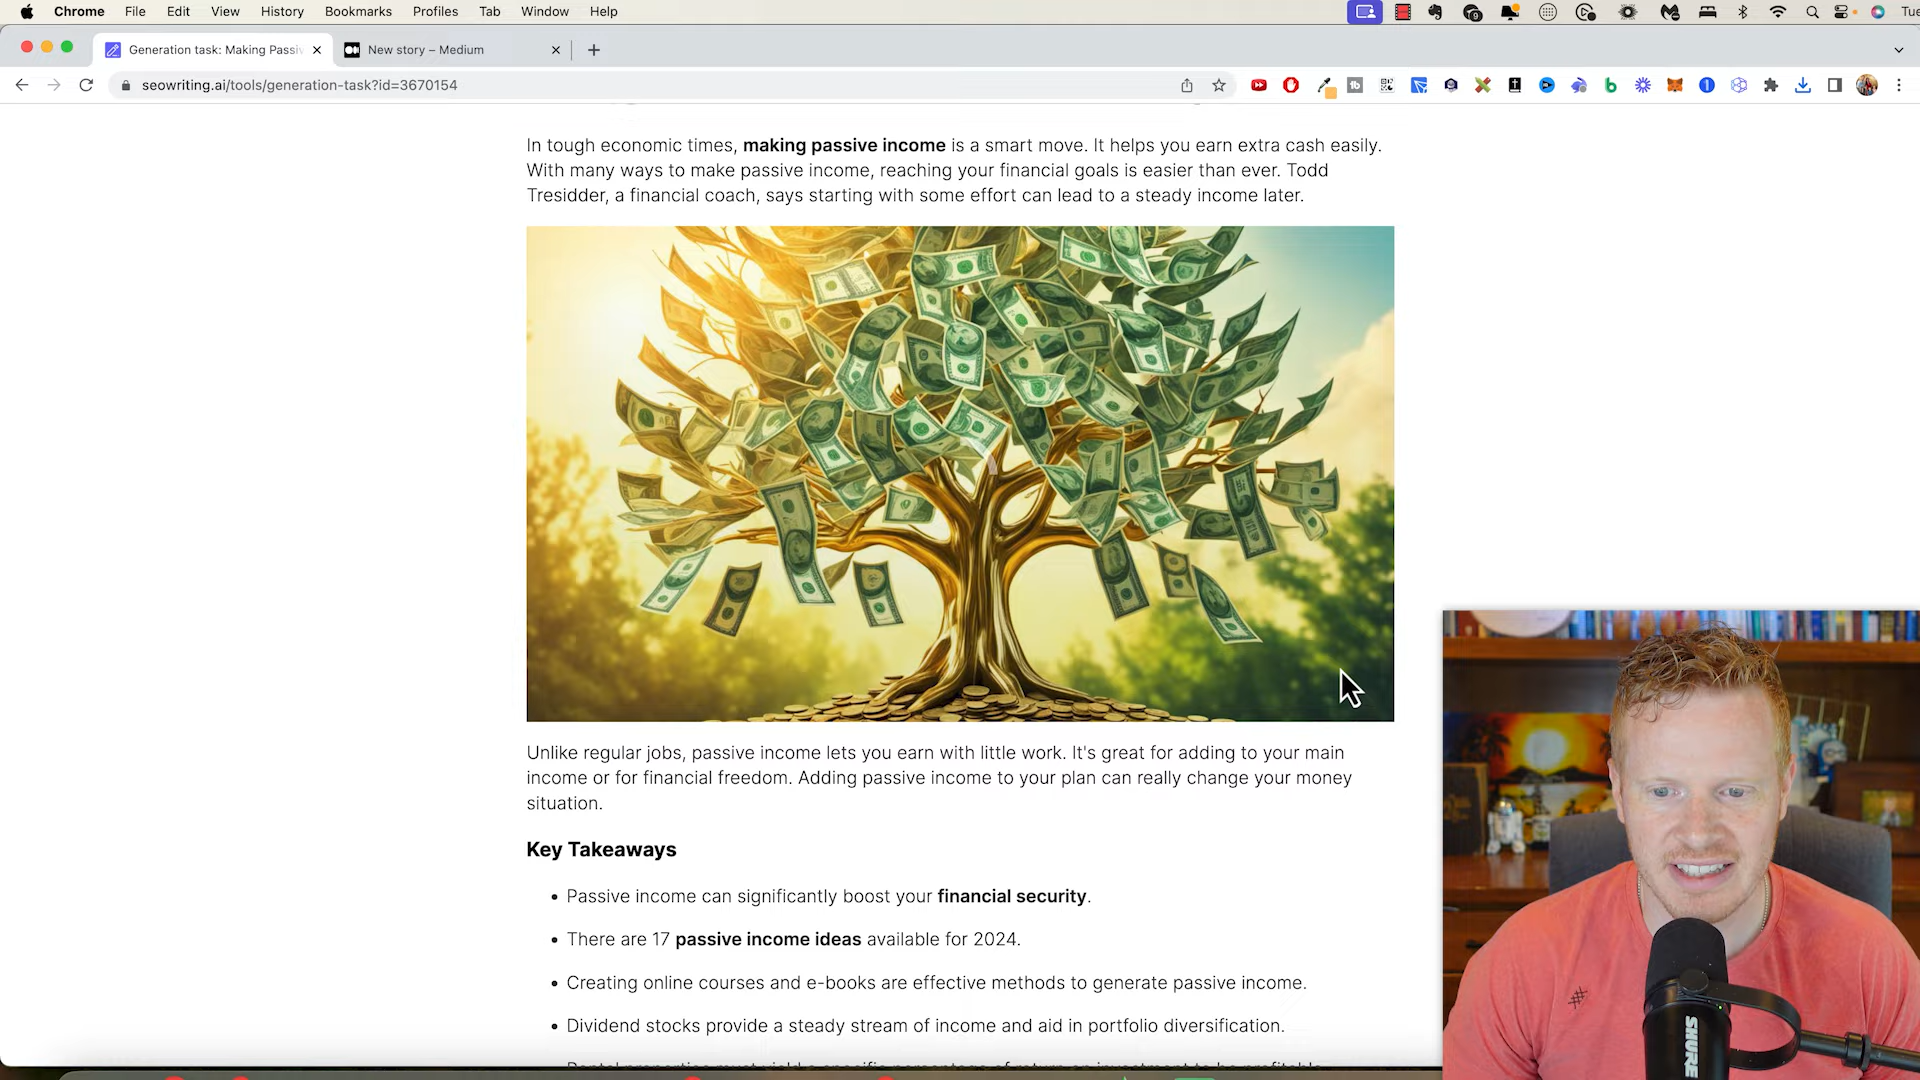 Chrome File Edit View History Bookmarks Profiles Tab Window Help Tue
Generation task: Making Passiv New story – Medium
seowriting.ai/tools/generation-task?id=3670154
In tough economic times, making passive income is a smart move. It helps you earn extra cash easily.
With many ways to make passive income, reaching your financial goals is easier than ever. Todd
Tresidder, a financial coach, says starting with some effort can lead to a steady income later.
Unlike regular jobs, passive income lets you earn with little work. It's great for adding to your main
income or for financial freedom. Adding passive income to your plan can really change your money
situation.
Key Takeaways
• Passive income can significantly boost your financial security.
• There are 17 passive income ideas available for 2024.
• Creating online courses and e-books are effective methods to generate passive income.
• Dividend stocks provide a steady stream of income and aid in portfolio diversification.
SHURE